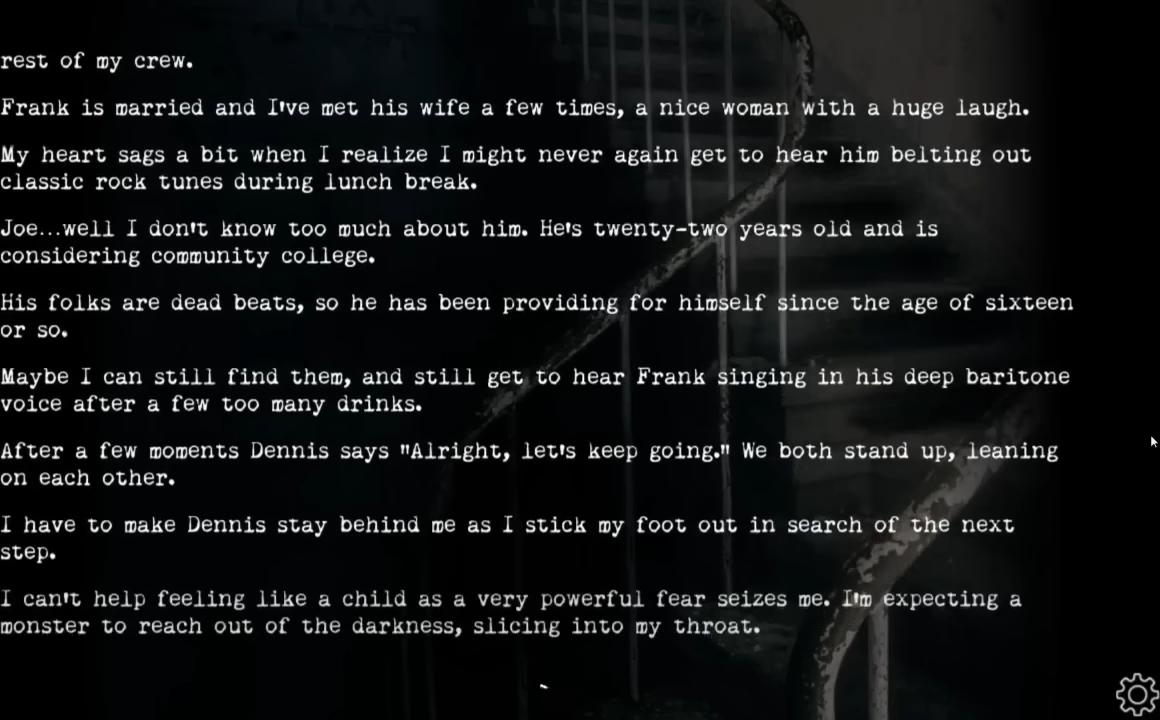 rest of my crew.
Frank is married and I've met his wife a few times, a nice woman with a huge laugh.
My heart sags a bit when I realize I might never again get to hear him belting out
classic rock tunes during lunch break.
Joe...well I don't know too much about him. He's twenty-two years old and is
considering community college.
His folks are dead beats, so he has been providing for himself since the age of sixteen
or so.
Maybe I can still find them, and still get to hear Frank singing in his deep baritone
voice after a few too many drinks.
After a few moments Dennis says "Alright, let's keep going." We both stand up, leaning
on each other.
I have to make Dennis stay behind me as I stick my foot out in search of the next
step.
I can't help feeling like a child as a very powerful fear seizes me. I'm expecting a
monster to reach out of the darkness, slicing into my throat.